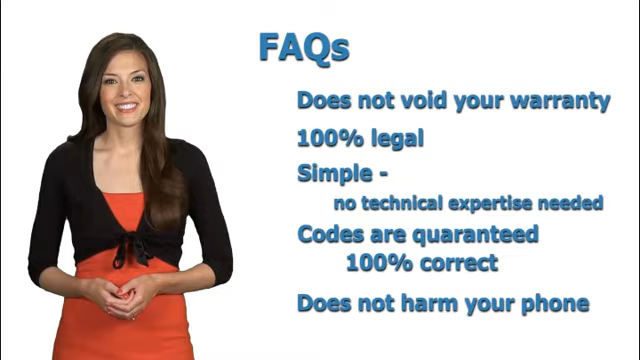 FAQs
Does not void your warranty
100% legal
Simple -
no technical expertise needed
Codes are quaranteed
100% correct
Does not harm your phone